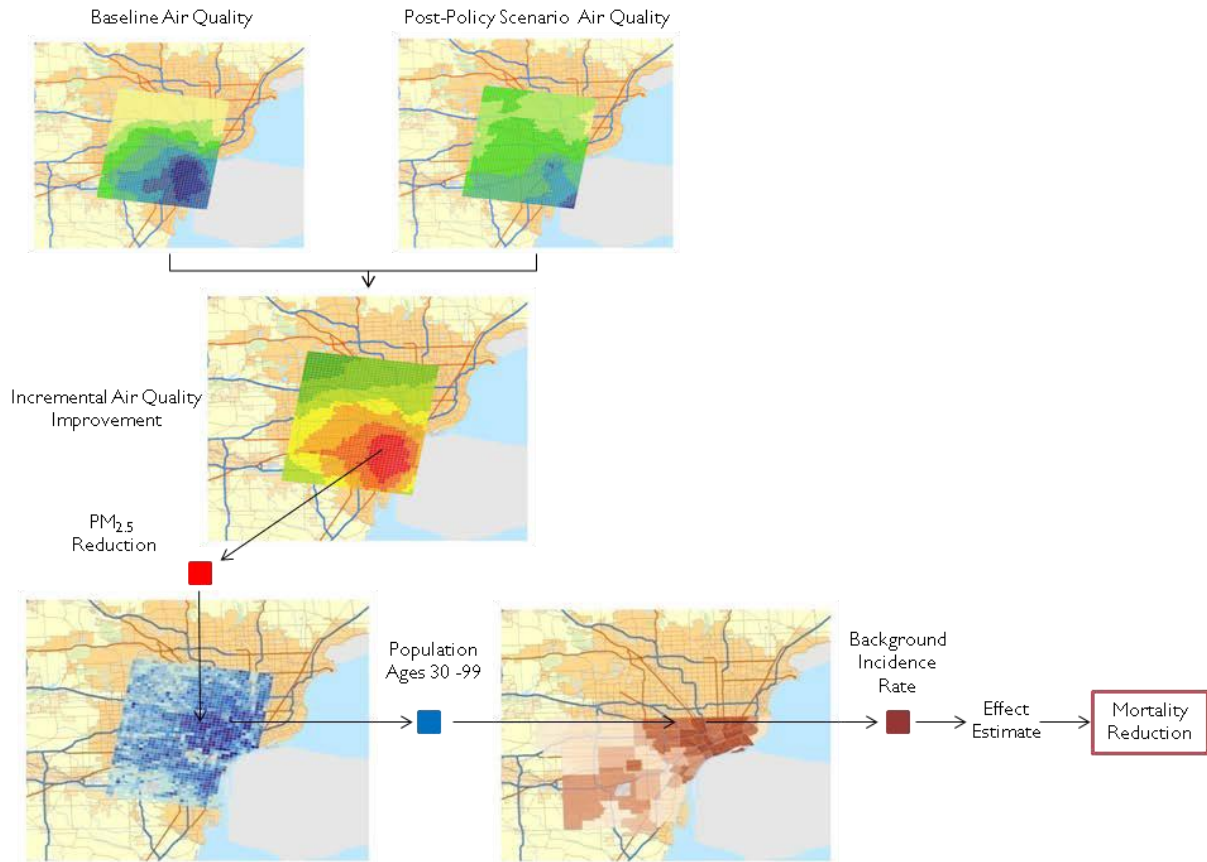 Baseline Air Quality
Post-Policy Scenario Air Quality
Incremental Air Quality
Improvement
PM2.5
Reduction
Population
Ages 30 -99
Background
Incidence
Rate
Effect
Estimate
Mortality
Reduction